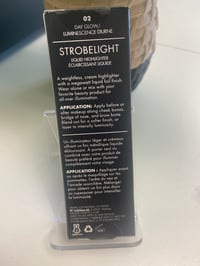 02
DAY GLOW/
LUMINESCENCE DIURNE
STROBELIGHT
LIQUID HIGHLIGHTER
ÉCLAIRCISSANT LIQUIDE
A weightless, cream highlighter
with a megawatt liquid foil finish.
Wear alone or mix with your
favorite beauty product for
all-over illumination.
APPLICATION: Apply before or
after makeup along cheek bones,
bridge of nose, and brow bone.
Blend out for a softer finish, or
layer to intensify luminosity.
Un illuminateur léger et crémeux
offrant un fini métallique liquide
éblouissant. À porter seul ou
combiné avec votre produit de
beauté préféré pour illuminer
complètement votre visage.
APPLICATION : Appliquer avant
ou après le maquillage sur les
pommettes, l'arête du nez et
l'arcade sourcilière. Mélanger
pour obtenir un fini plus doux
ou superposer pour intensifier
la luminosité.